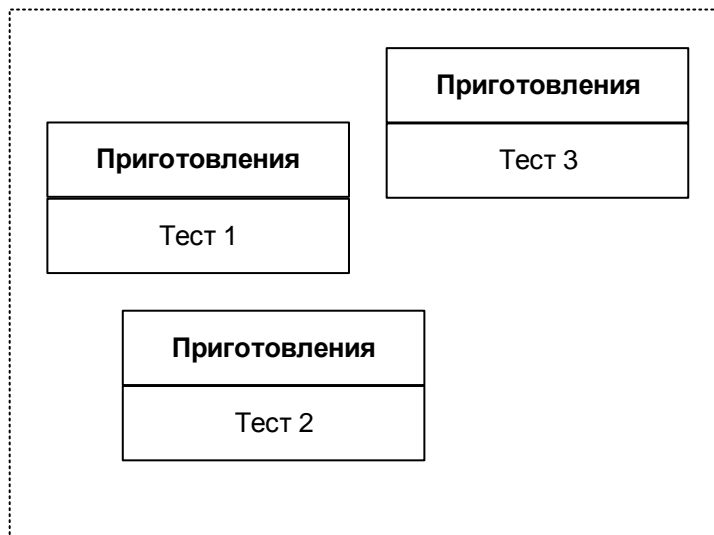 Приготовления
Тест 3
Приготовления
Тест 1
Приготовления
Тест 2